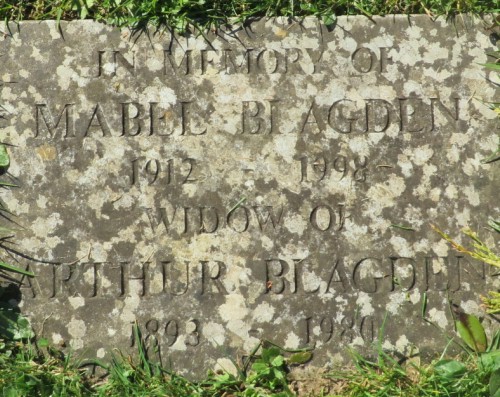 IN MEMORY OF
MABEL BLAGDEN
1912 - 1998
WIDOW OF
ARTHUR BLAGDEN
1893 - 1980